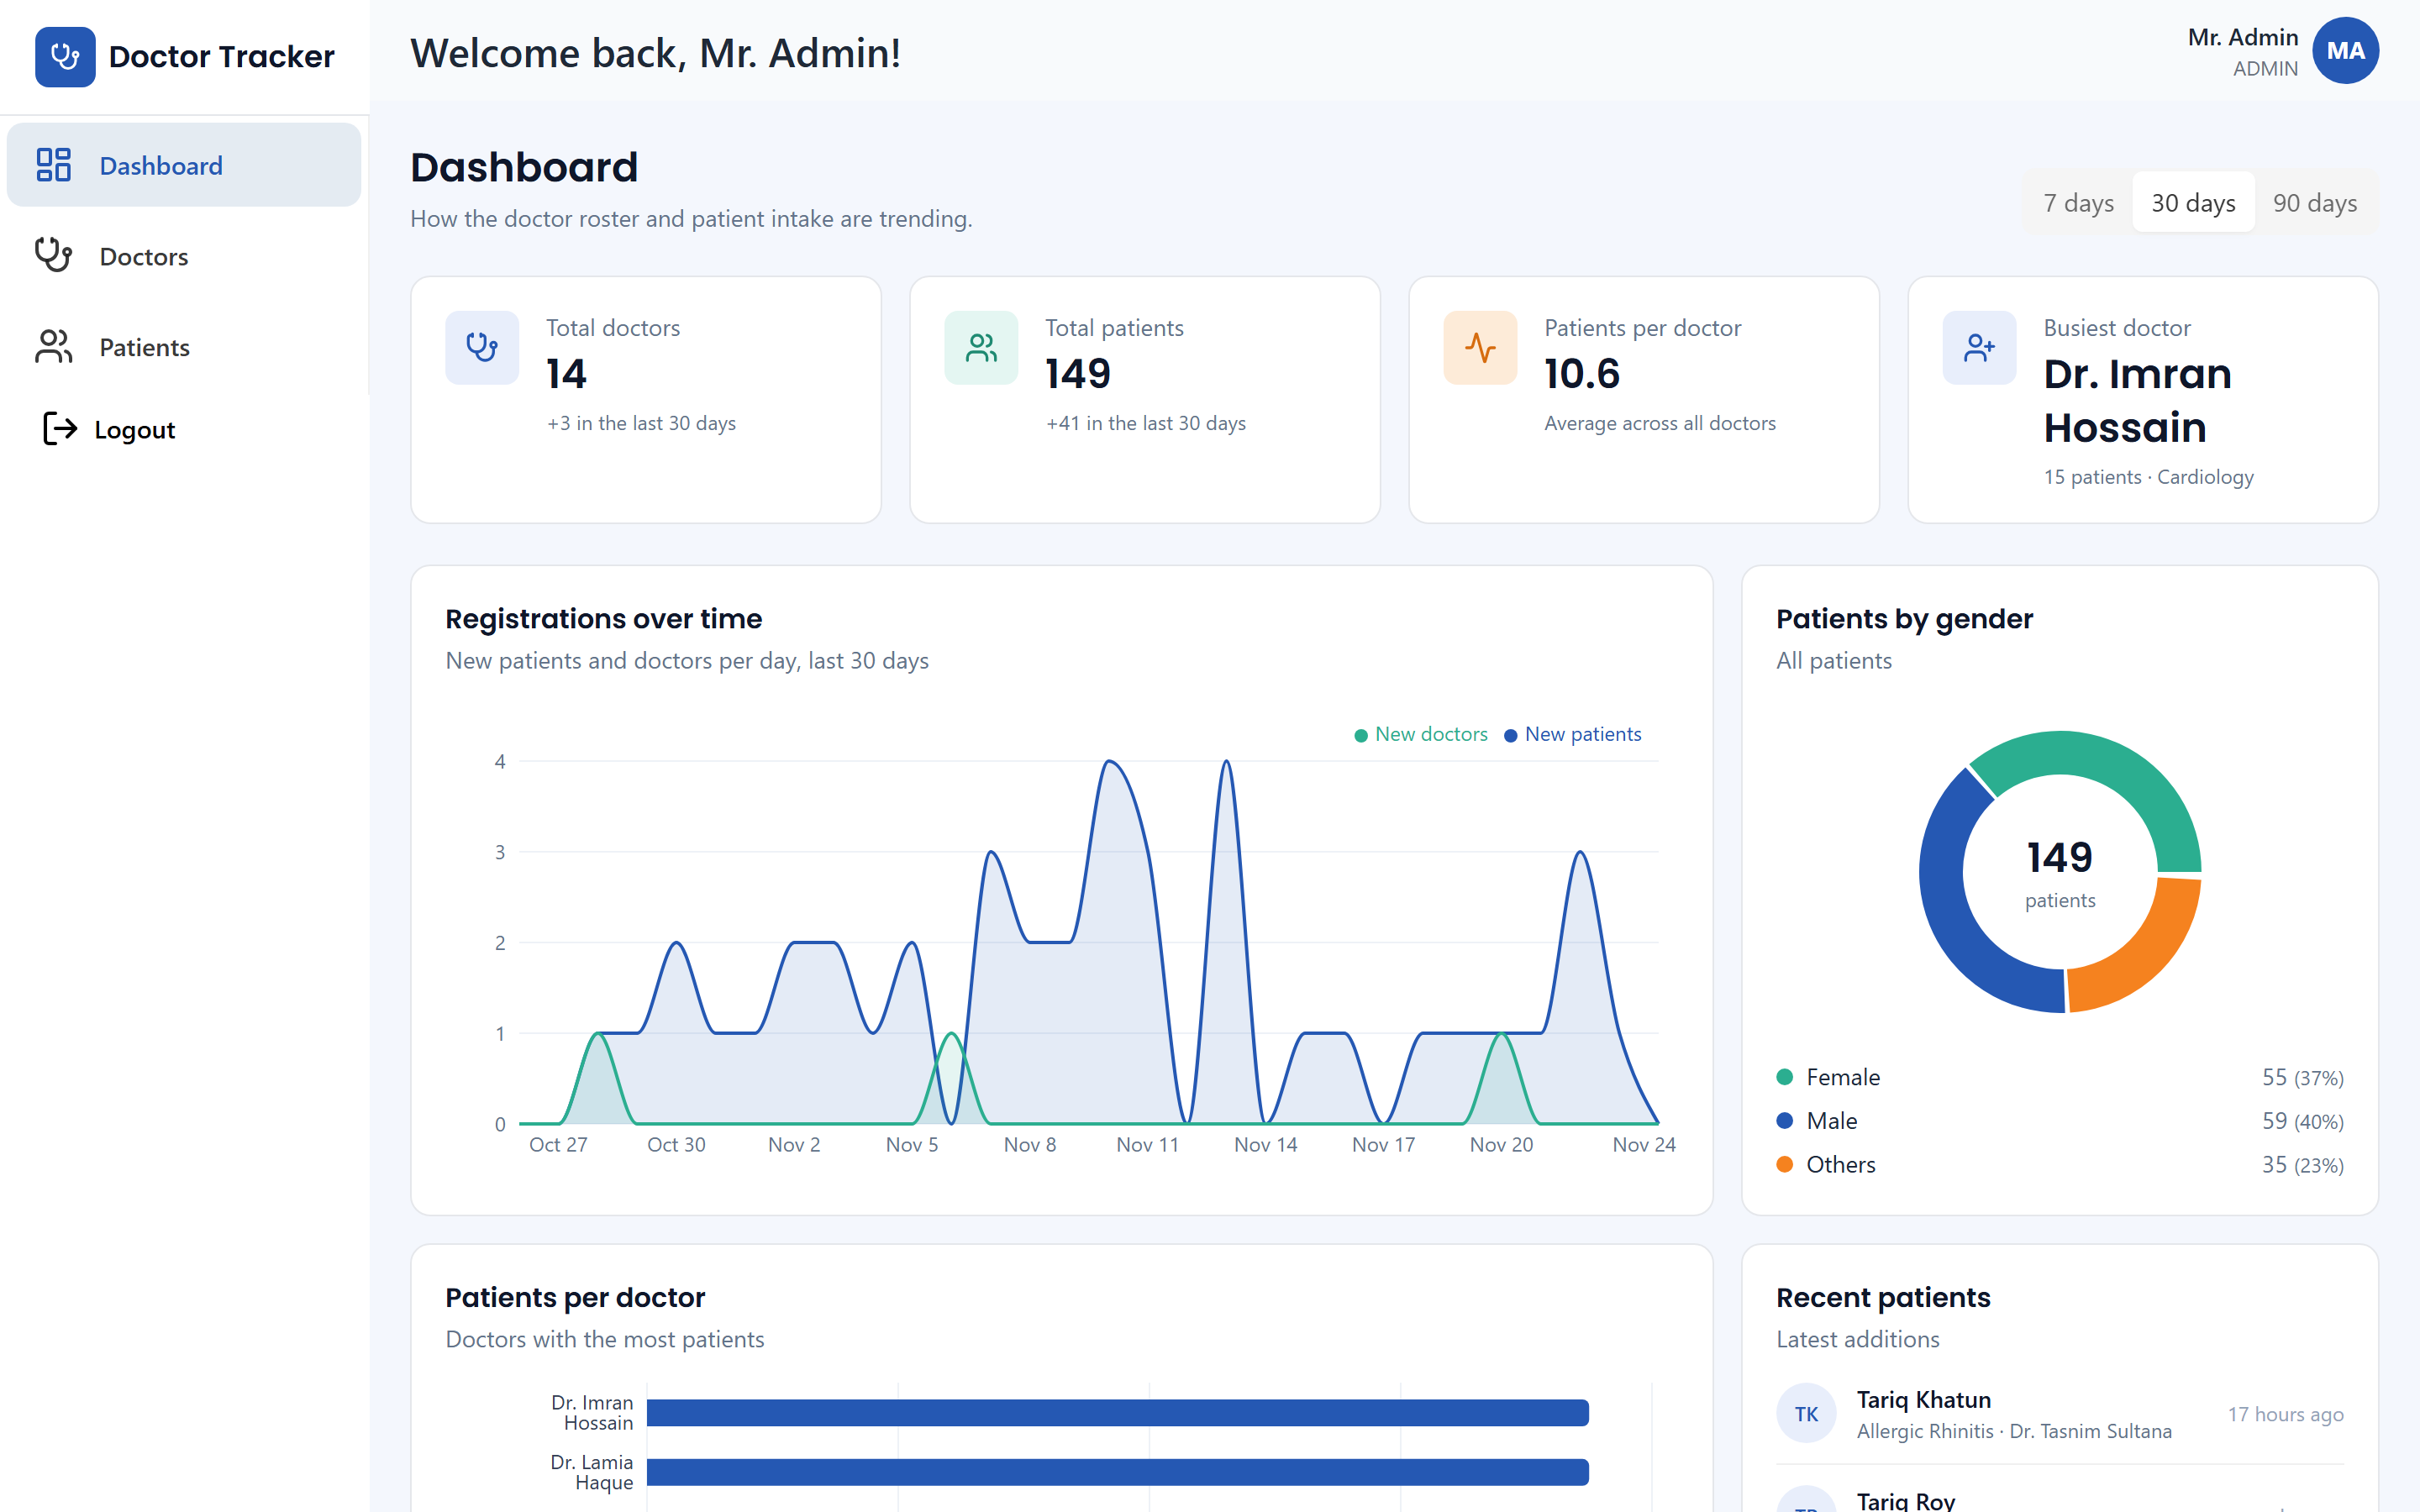 Doctor Tracker
Dashboard
Doctors
Patients
Logout
Welcome back, Mr. Admin!
Mr. Admin
ADMIN
MA
Dashboard
How the doctor roster and patient intake are trending.
7 days
30 days
90 days
Total doctors
14
+3 in the last 30 days
Total patients
149
+41 in the last 30 days
Patients per doctor
10.6
Average across all doctors
Busiest doctor
Dr. Imran
Hossain
15 patients · Cardiology
Registrations over time
New patients and doctors per day, last 30 days
New doctors
New patients
4
3
2
1
0
Oct 27
Oct 30
Nov 2
Nov 5
Nov 8
Nov 11
Nov 14
Nov 17
Nov 20
Nov 24
Patients by gender
All patients
149
patients
Female
55 (37%)
Male
59 (40%)
Others
35 (23%)
Patients per doctor
Doctors with the most patients
Dr. Imran
Hossain
Dr. Lamia
Haque
Recent patients
Latest additions
TK
Tariq Khatun
Allergic Rhinitis · Dr. Tasnim Sultana
17 hours ago
Tariq Roy